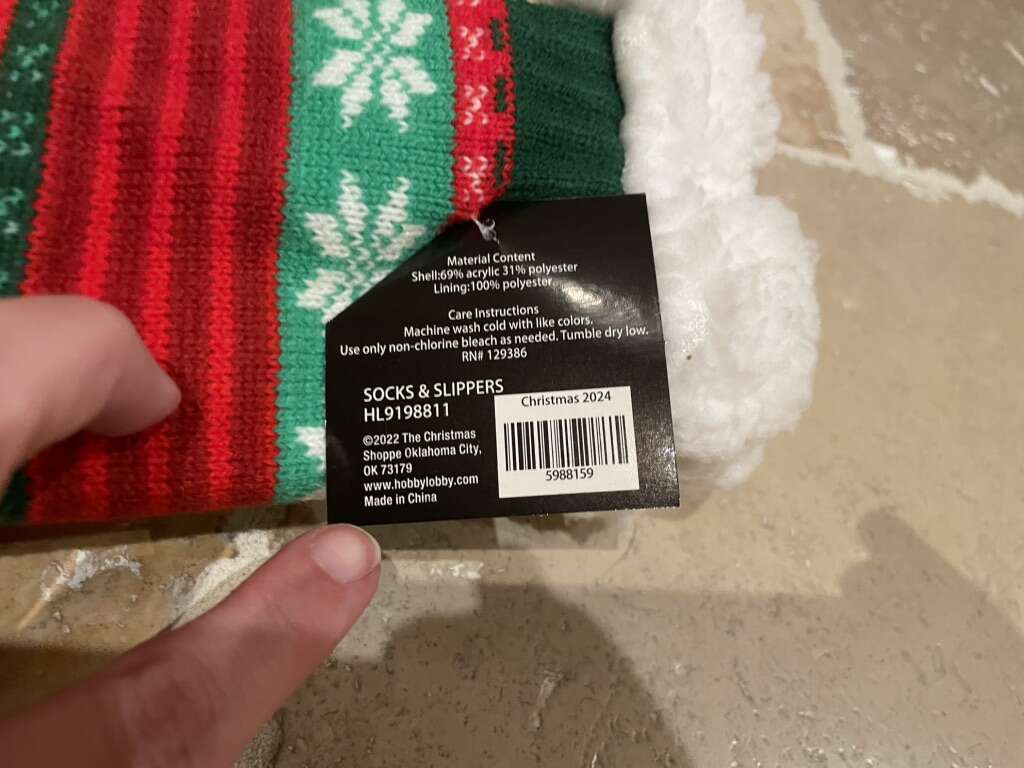 Material Content
Shell:69% acrylic 31% polyester
Lining:100% polyester
Care Instructions
Machine wash cold with like colors.
Use only non-chlorine bleach as needed. Tumble dry low.
RN# 129386
SOCKS & SLIPPERS
HL9198811
©2022 The Christmas
Shoppe Oklahoma City,
OK 73179
www.hobbylobby.com
Made in China
Christmas 2024
5988159